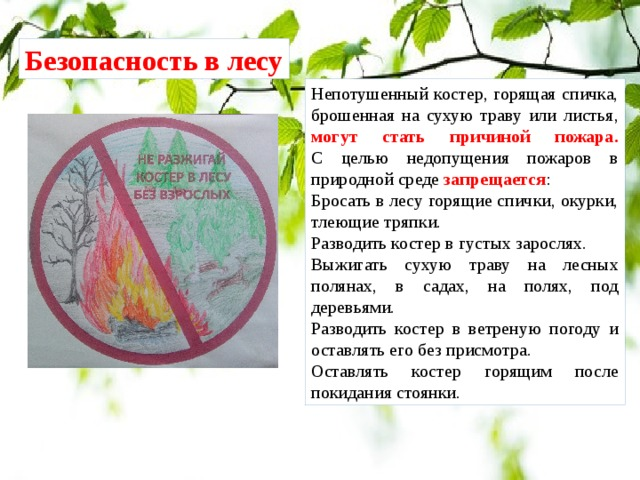 Безопасность в лесу
НЕ РАЗЖИГАЙ
КОСТЕР В ЛЕСУ
БЕЗ ВЗРОСЛЫХ
Непотушенный костер, горящая спичка,
брошенная на сухую траву или листья,
могут стать причиной пожара.
С целью недопущения пожаров в
природной среде запрещается:
Бросать в лесу горящие спички, окурки,
тлеющие тряпки.
Разводить костер в густых зарослях.
Выжигать сухую траву на лесных
полянах, в садах, на полях, под
деревьями.
Разводить костер в ветреную погоду и
оставлять его без присмотра.
Оставлять костер горящим после
покидания стоянки.